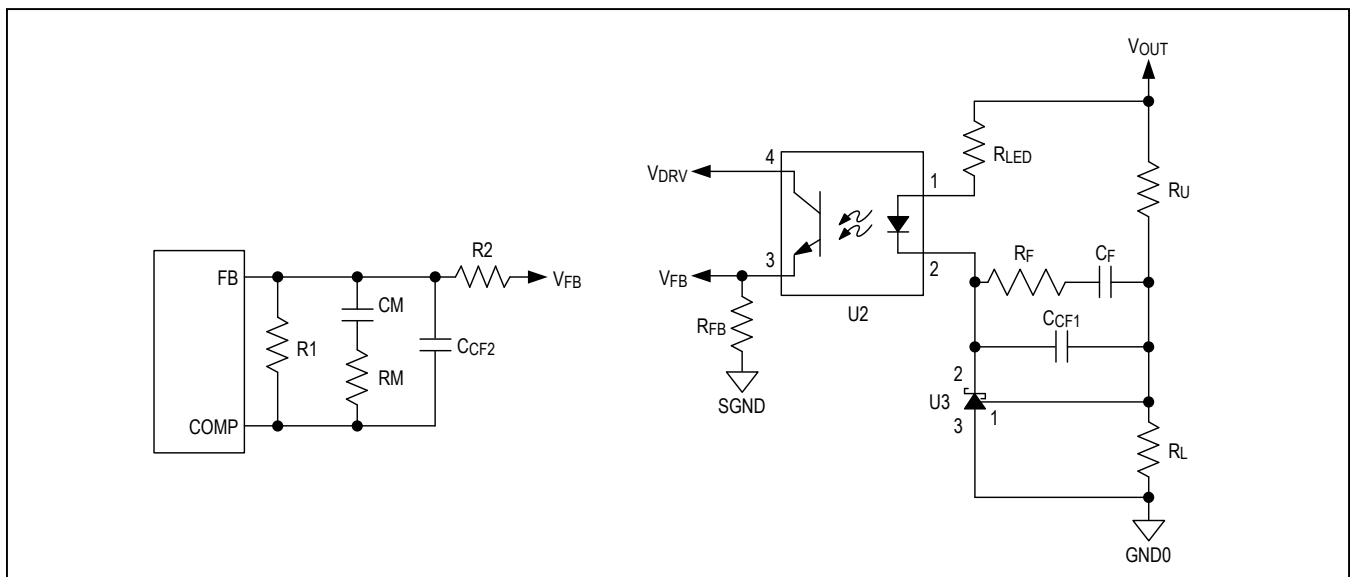 FB
COMP
R1
CM
RM
CCF2
R2
VFB
VDRV
4
VFB
3
RFB
SGND
U2
1
2
RLED
VOUT
RU
RF
CF
CCF1
2
U3
1
3
RL
GND0